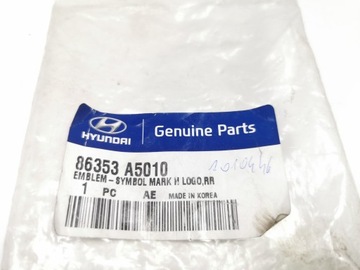 HYUNDAI
Genuine Parts
86353 A5010
EMBLEM-SYMBOL MARK H LOGO,RR
1 PC AE MADE IN KOREA